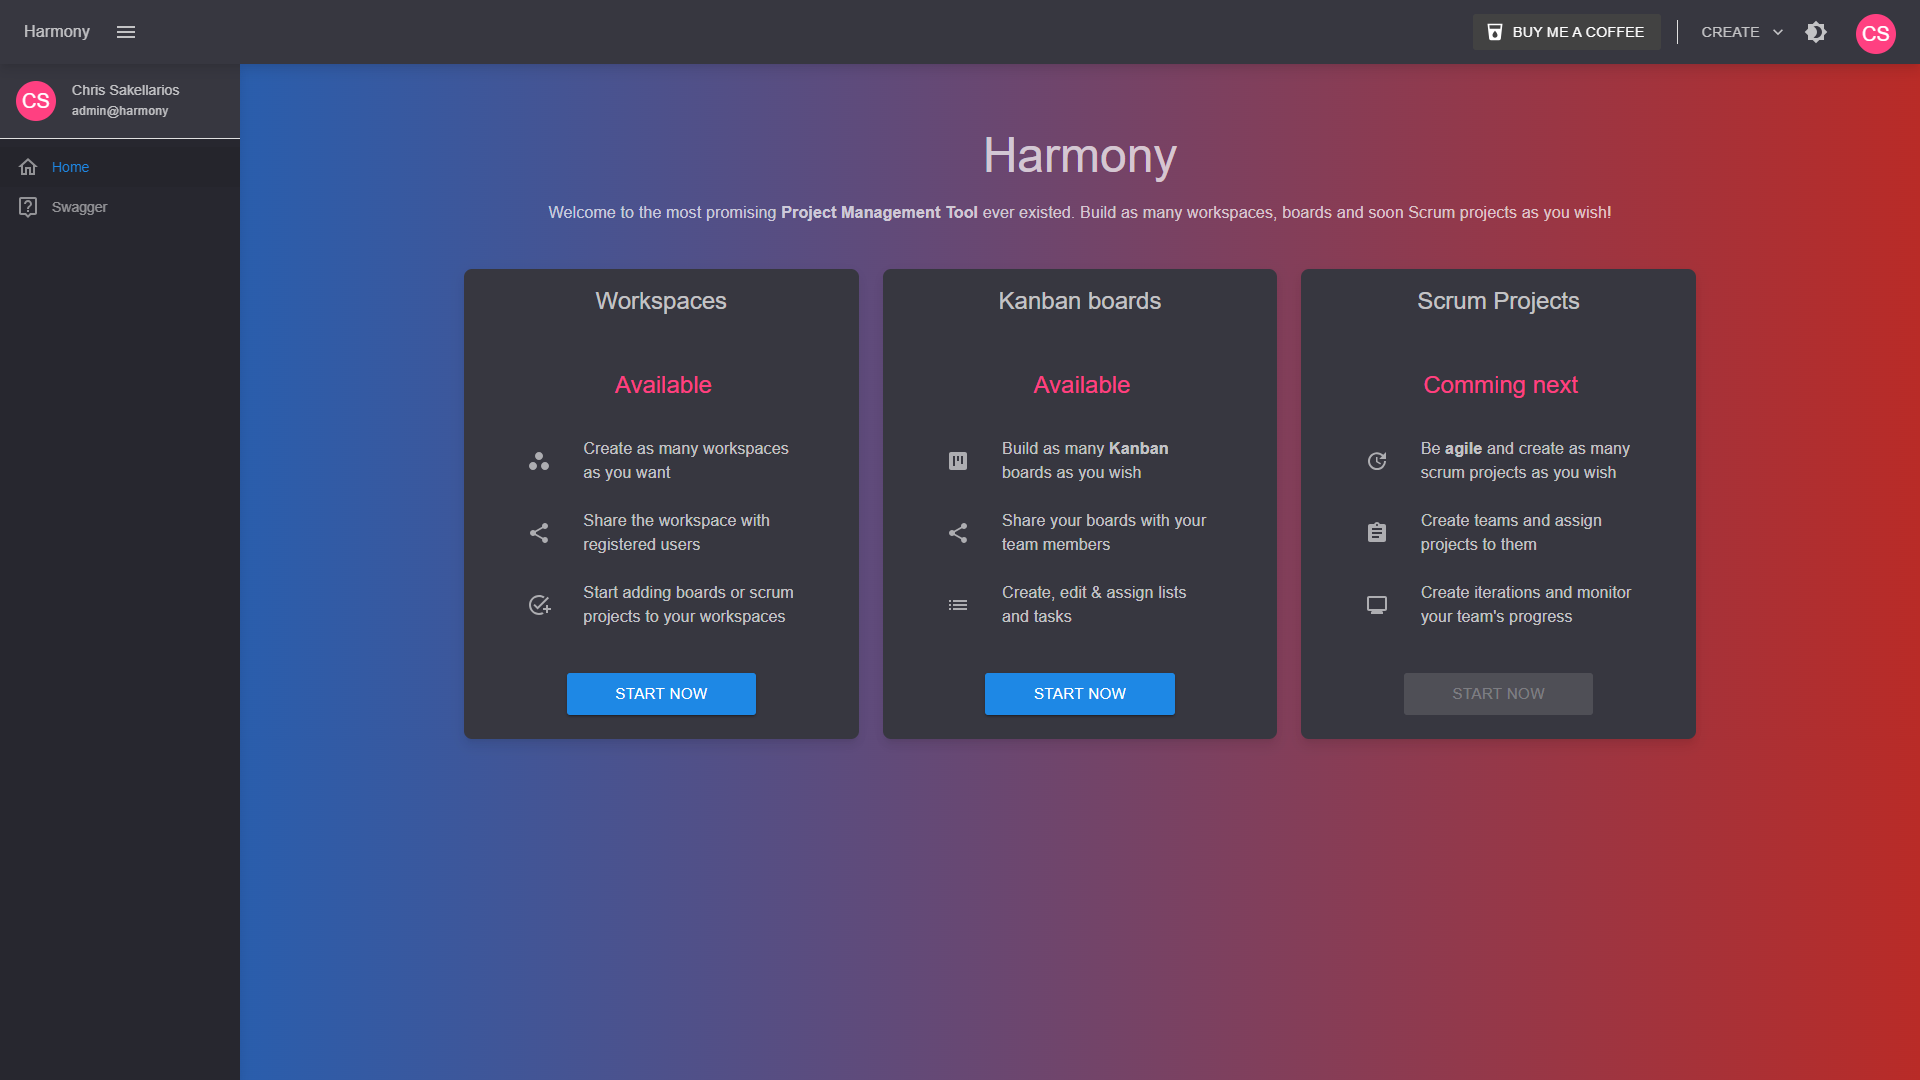 Harmony
BUY ME A COFFEE
CREATE
CS
CS
Chris Sakellarios
admin@harmony
Home
Swagger
Harmony
Welcome to the most promising Project Management Tool ever existed. Build as many workspaces, boards and soon Scrum projects as you wish!
Workspaces
Available
Create as many workspaces
as you want
Share the workspace with
registered users
Start adding boards or scrum
projects to your workspaces
START NOW
Kanban boards
Available
Build as many Kanban
boards as you wish
Share your boards with your
team members
Create, edit & assign lists
and tasks
START NOW
Scrum Projects
Comming next
Be agile and create as many
scrum projects as you wish
Create teams and assign
projects to them
Create iterations and monitor
your team's progress
START NOW